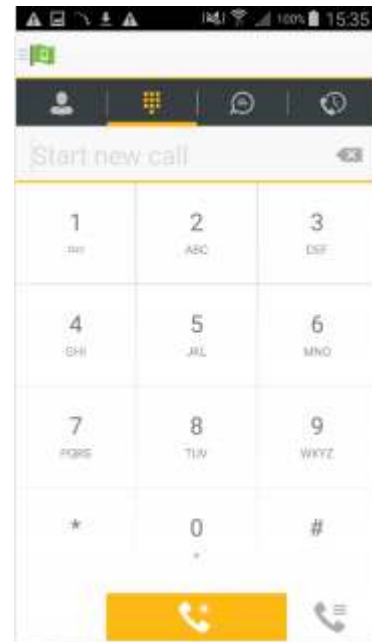 100% 15:35
Start new call
1 2 3
ABC DEF
4 5 6
GHI JKL MNO
7 8 9
PQRS TUV WXYZ
* 0 #
+